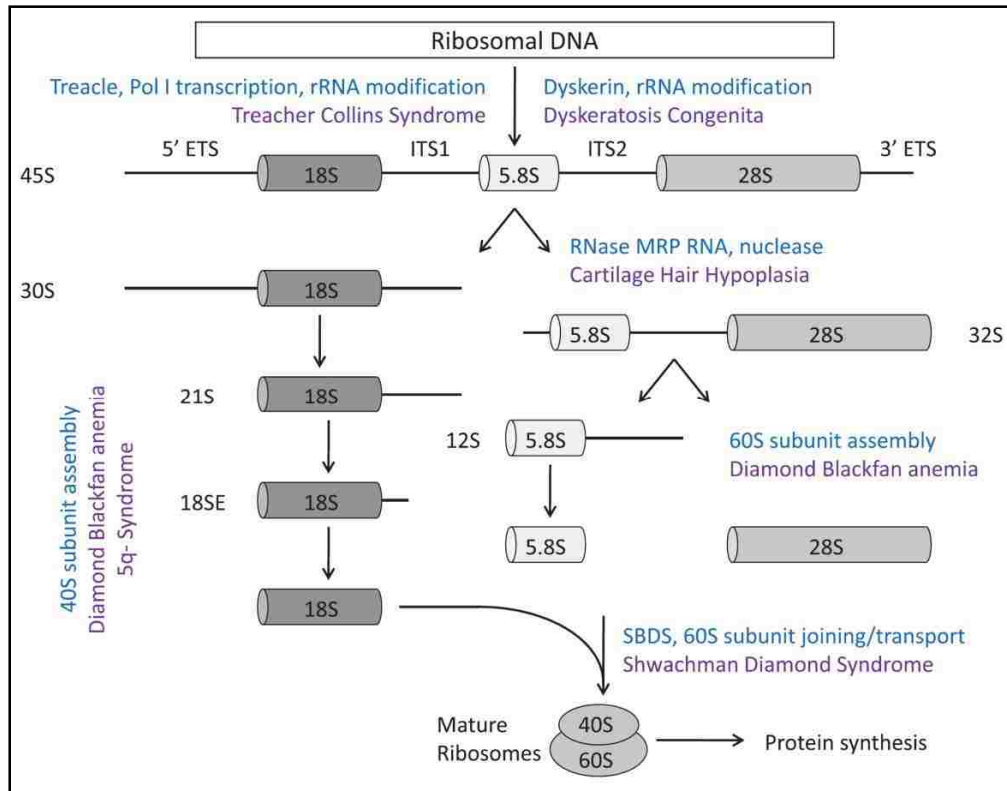 Ribosomal DNA
Treacle, Pol I transcription, rRNA modification
Treacher Collins Syndrome
Dyskerin, rRNA modification
Dyskeratosis Congenita
5’ ETS
ITS1
ITS2
3’ ETS
45S
18S
5.8S
28S
RNase MRP RNA, nuclease
Cartilage Hair Hypoplasia
30S
18S
5.8S
28S
32S
21S
18S
12S
5.8S
60S subunit assembly
Diamond Blackfan anemia
40S subunit assembly
Diamond Blackfan anemia
5q- Syndrome
18SE
18S
5.8S
28S
18S
SBDS, 60S subunit joining/transport
Shwachman Diamond Syndrome
Mature
Ribosomes
40S
60S
Protein synthesis